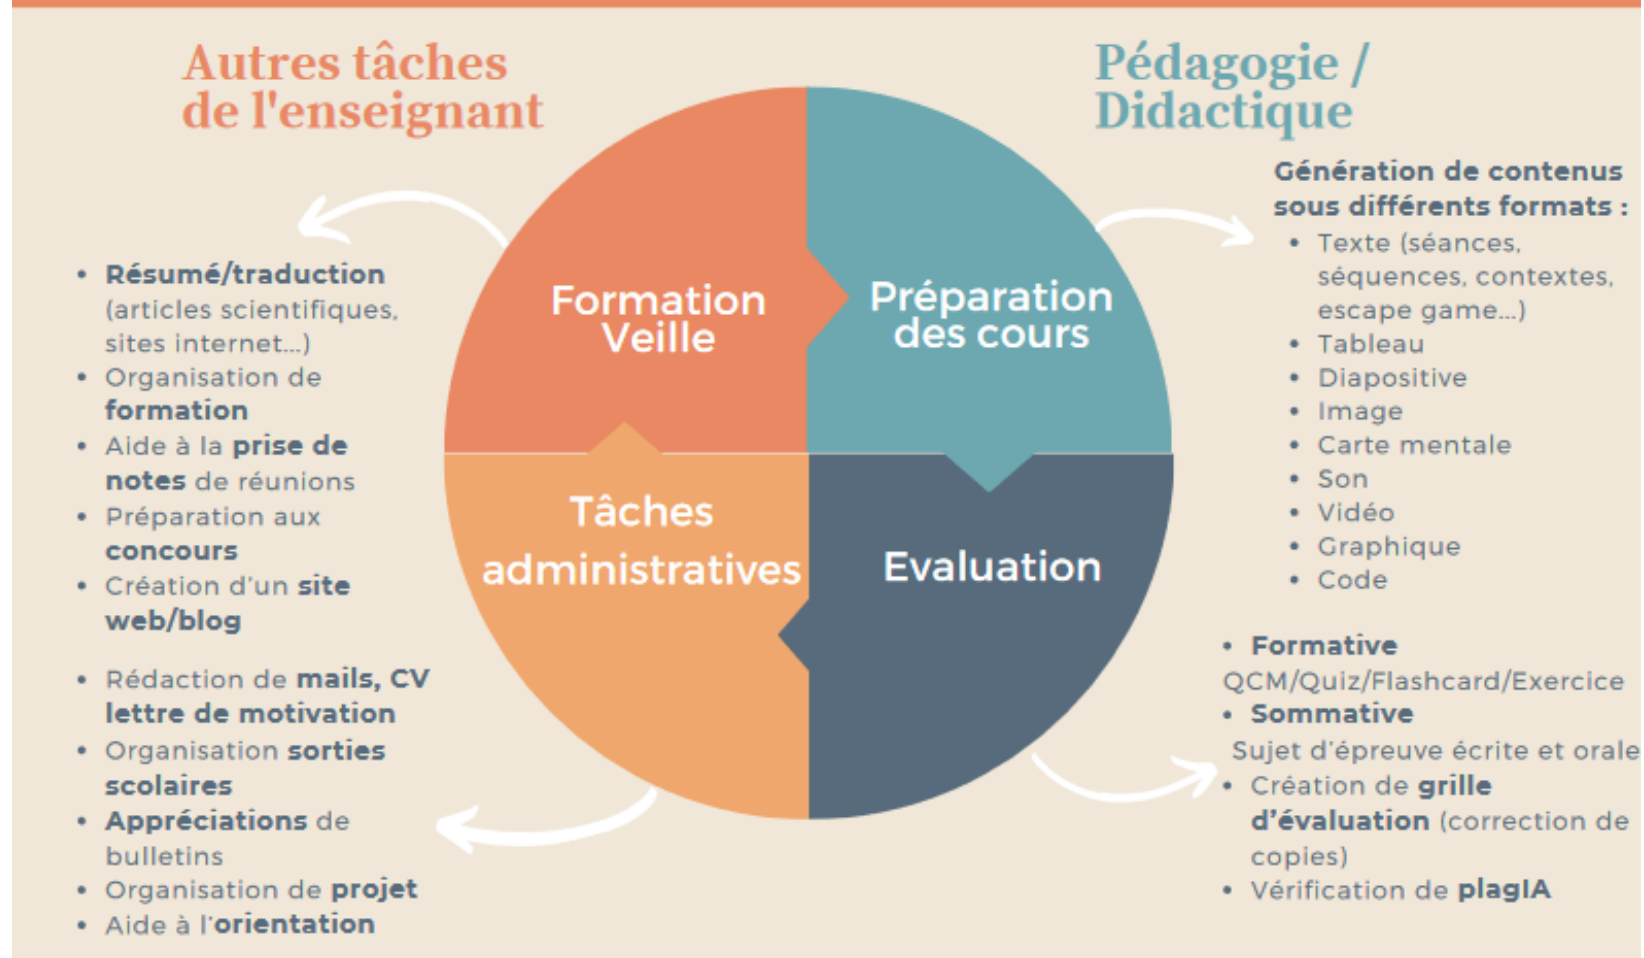 Autres tâches
de l'enseignant
Pédagogie /
Didactique
Formation
Veille
Préparation
des cours
Tâches
administratives
Evaluation
• Résumé/traduction
(articles scientifiques,
sites internet...)
• Organisation de
formation
• Aide à la prise de
notes de réunions
• Préparation aux
concours
• Création d'un site
web/blog
• Rédaction de mails, CV
lettre de motivation
• Organisation sorties
scolaires
• Appréciations de
bulletins
• Organisation de projet
• Aide à l'orientation
Génération de contenus
sous différents formats :
• Texte (séances,
séquences, contextes,
escape game...)
• Tableau
• Diapositive
• Image
• Carte mentale
• Son
• Vidéo
• Graphique
• Code
• Formative
QCM/Quiz/Flashcard/Exercice
• Sommative
Sujet d'épreuve écrite et orale
• Création de grille
d'évaluation (correction de
copies)
• Vérification de plagIA